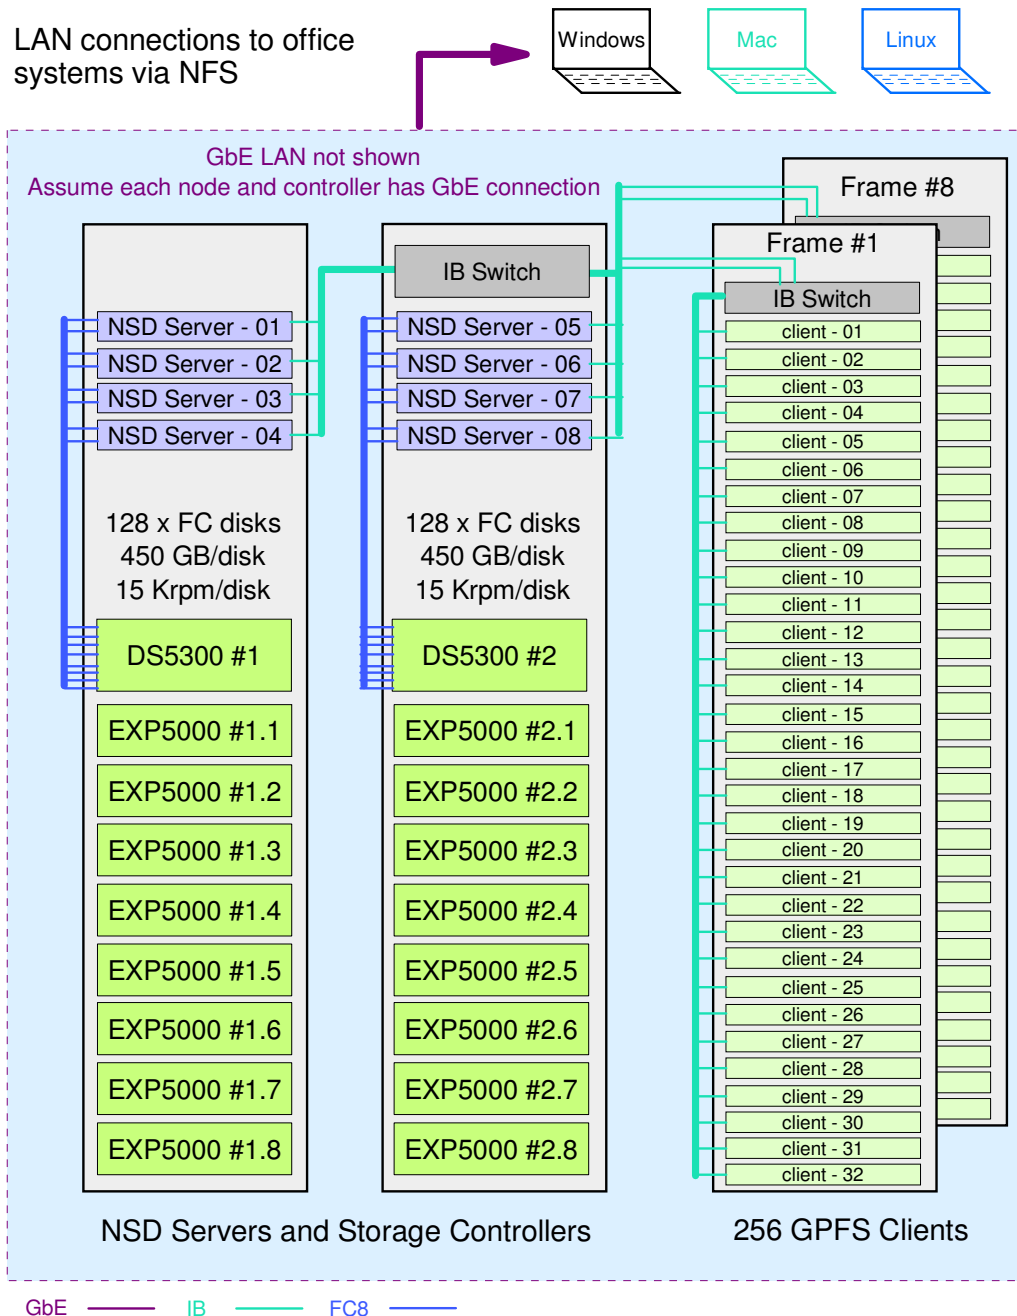 LAN connections to office
systems via NFS
Windows
Mac
Linux
GbE LAN not shown
Assume each node and controller has GbE connection
NSD Server - 01
NSD Server - 02
NSD Server - 03
NSD Server - 04
128 x FC disks
450 GB/disk
15 Krpm/disk
DS5300 #1
EXP5000 #1.1
EXP5000 #1.2
EXP5000 #1.3
EXP5000 #1.4
EXP5000 #1.5
EXP5000 #1.6
EXP5000 #1.7
EXP5000 #1.8
IB Switch
NSD Server - 05
NSD Server - 06
NSD Server - 07
NSD Server - 08
128 x FC disks
450 GB/disk
15 Krpm/disk
DS5300 #2
EXP5000 #2.1
EXP5000 #2.2
EXP5000 #2.3
EXP5000 #2.4
EXP5000 #2.5
EXP5000 #2.6
EXP5000 #2.7
EXP5000 #2.8
Frame #8
Frame #1
IB Switch
client - 01
client - 02
client - 03
client - 04
client - 05
client - 06
client - 07
client - 08
client - 09
client - 10
client - 11
client - 12
client - 13
client - 14
client - 15
client - 16
client - 17
client - 18
client - 19
client - 20
client - 21
client - 22
client - 23
client - 24
client - 25
client - 26
client - 27
client - 28
client - 29
client - 30
client - 31
client - 32
NSD Servers and Storage Controllers
256 GPFS Clients
GbE
IB
FC8